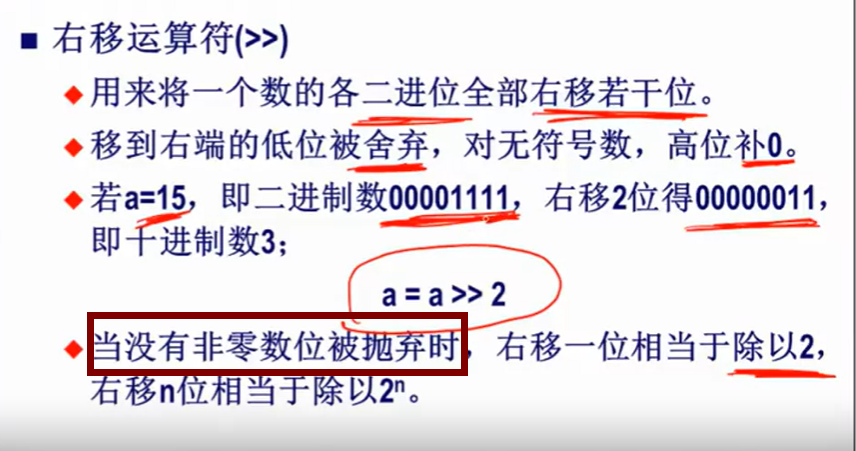 ■ 右移运算符(>>)
◆ 用来将一个数的各二进位全部右移若干位。
◆ 移到右端的低位被舍弃，对无符号数，高位补0。
◆ 若a=15，即二进制数00001111，右移2位得00000011，
即十进制数3；
a = a >> 2
◆ 当没有非零数位被抛弃时，右移一位相当于除以2，
右移n位相当于除以2ⁿ。